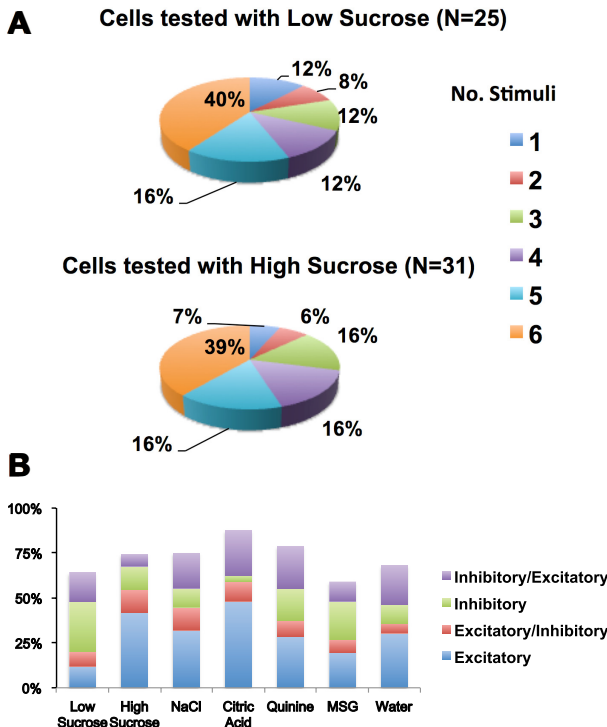 A
Cells tested with Low Sucrose (N=25)
12%
8%
40%
12%
12%
16%
No. Stimuli
1
2
3
4
5
6
Cells tested with High Sucrose (N=31)
7%
6%
39%
16%
16%
16%
B
100%
75%
50%
25%
0%
Low Sucrose
High Sucrose
NaCl
Citric Acid
Quinine
MSG
Water
Inhibitory/Excitatory
Inhibitory
Excitatory/Inhibitory
Excitatory